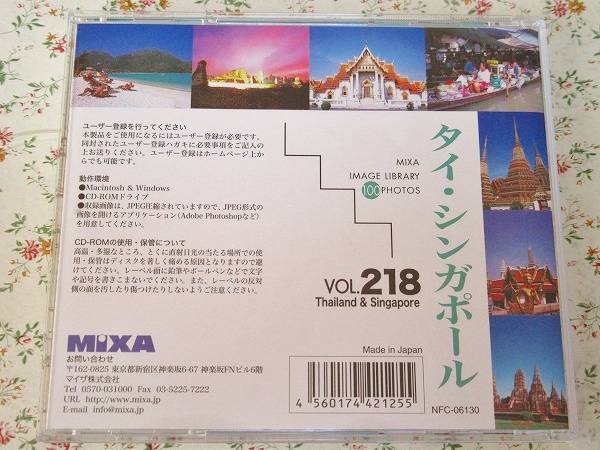 ユーザー登録を行ってください
本製品をご使用になるにはユーザー登録が必要です。
同封されたユーザー登録ハガキに必要事項をご記入の
上お送りください。ユーザー登録はホームページ上か
らでも可能です。
動作環境
●Macintosh & Windows
●CD-ROMドライブ
●収録画像は、JPEG圧縮されていますので、JPEG形式の
画像を開けるアプリケーション(Adobe Photoshopなど)
を用意してください。
CD-ROMの使用・保管について
高温・多湿なところ、とくに直射日光の当たる場所での使
用・保管はディスクを著しく痛める原因となりますので避
けてください。レーベル面に鉛筆やボールペンなどで文字
や記号を書きこまないでください。また、レーベルの反対
側の面を汚したり傷つけたりしないようご注意ください。
MIXA
お問い合わせ
〒162-0825 東京都新宿区神楽坂6-67 神楽坂FNビル6階
マイザ株式会社
Tel 0570-031000 Fax 03-5225-7222
URL http://www.mixa.jp
E-mail info@mixa.jp
MIXA
IMAGE LIBRARY
100 PHOTOS
VOL.218
Thailand & Singapore
Made in Japan
4 560174 421255
タイ・シンガポール
NFC-06130